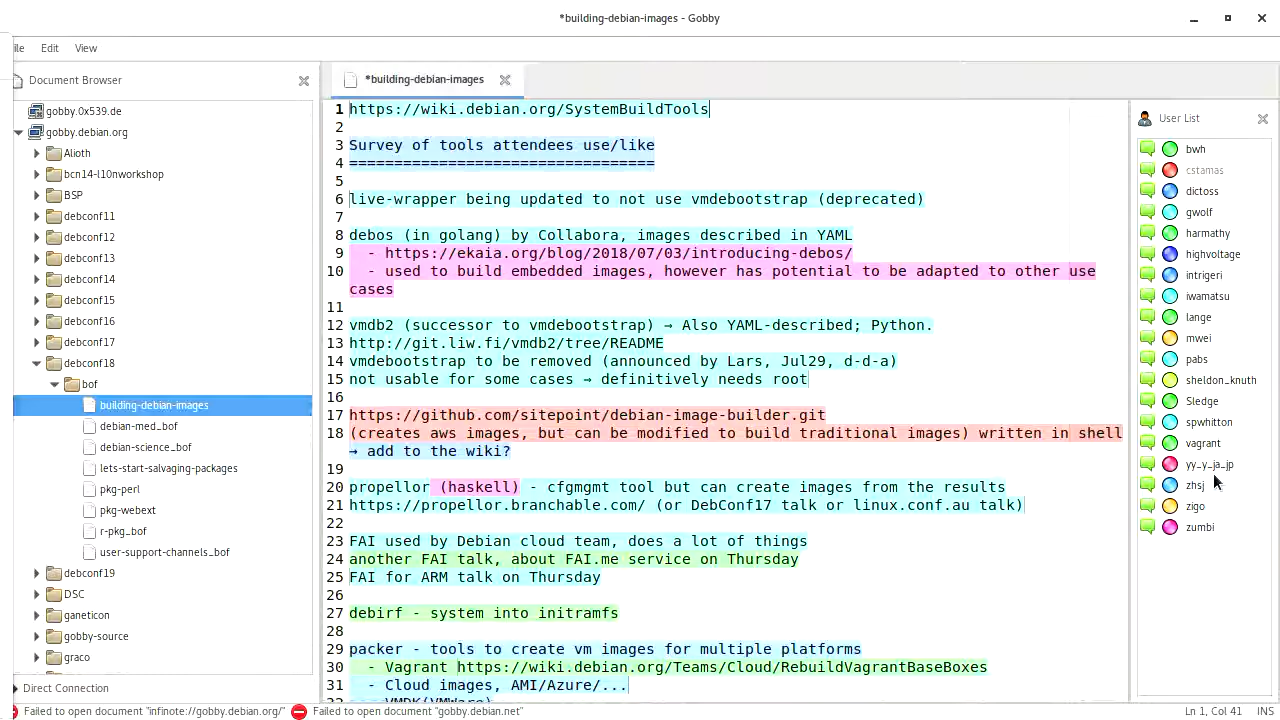 *building-debian-images - Gobby
ile Edit View
Document Browser
gobby.0x539.de
gobby.debian.org
Alioth
bcn14-l10nworkshop
BSP
debconf11
debconf12
debconf13
debconf14
debconf15
debconf16
debconf17
debconf18
bof
building-debian-images
debian-med_bof
debian-science_bof
lets-start-salvaging-packages
pkg-perl
pkg-webext
r-pkg_bof
user-support-channels_bof
debconf19
DSC
ganeticon
gobby-source
graco
Direct Connection
*building-debian-images
1 https://wiki.debian.org/SystemBuildTools
2
3 Survey of tools attendees use/like
4 ==================================
5
6 live-wrapper being updated to not use vmdebootstrap (deprecated)
7
8 debos (in golang) by Collabora, images described in YAML
9 - https://ekaia.org/blog/2018/07/03/introducing-debos/
10 - used to build embedded images, however has potential to be adapted to other use
cases
11
12 vmdb2 (successor to vmdebootstrap) → Also YAML-described; Python.
13 http://git.liw.fi/vmdb2/tree/README
14 vmdebootstrap to be removed (announced by Lars, Jul29, d-d-a)
15 not usable for some cases → definitively needs root
16
17 https://github.com/sitepoint/debian-image-builder.git
18 (creates aws images, but can be modified to build traditional images) written in shell
→ add to the wiki?
19
20 propellor (haskell) - cfgmgmt tool but can create images from the results
21 https://propellor.branchable.com/ (or DebConf17 talk or linux.conf.au talk)
22
23 FAI used by Debian cloud team, does a lot of things
24 another FAI talk, about FAI.me service on Thursday
25 FAI for ARM talk on Thursday
26
27 debirf - system into initramfs
28
29 packer - tools to create vm images for multiple platforms
30 - Vagrant https://wiki.debian.org/Teams/Cloud/RebuildVagrantBaseBoxes
31 - Cloud images, AMI/Azure/...
32 VMDK(VMWare)
User List
bwh
cstamas
dictoss
gwolf
harmathy
highvoltage
intrigeri
iwamatsu
lange
mwei
pabs
sheldon_knuth
Sledge
spwhitton
vagrant
yy_y_ja_jp
zhsj
zigo
zumbi
Failed to open document "infinote://gobby.debian.org/" Failed to open document "gobby.debian.net"
Ln 1, Col 41 INS